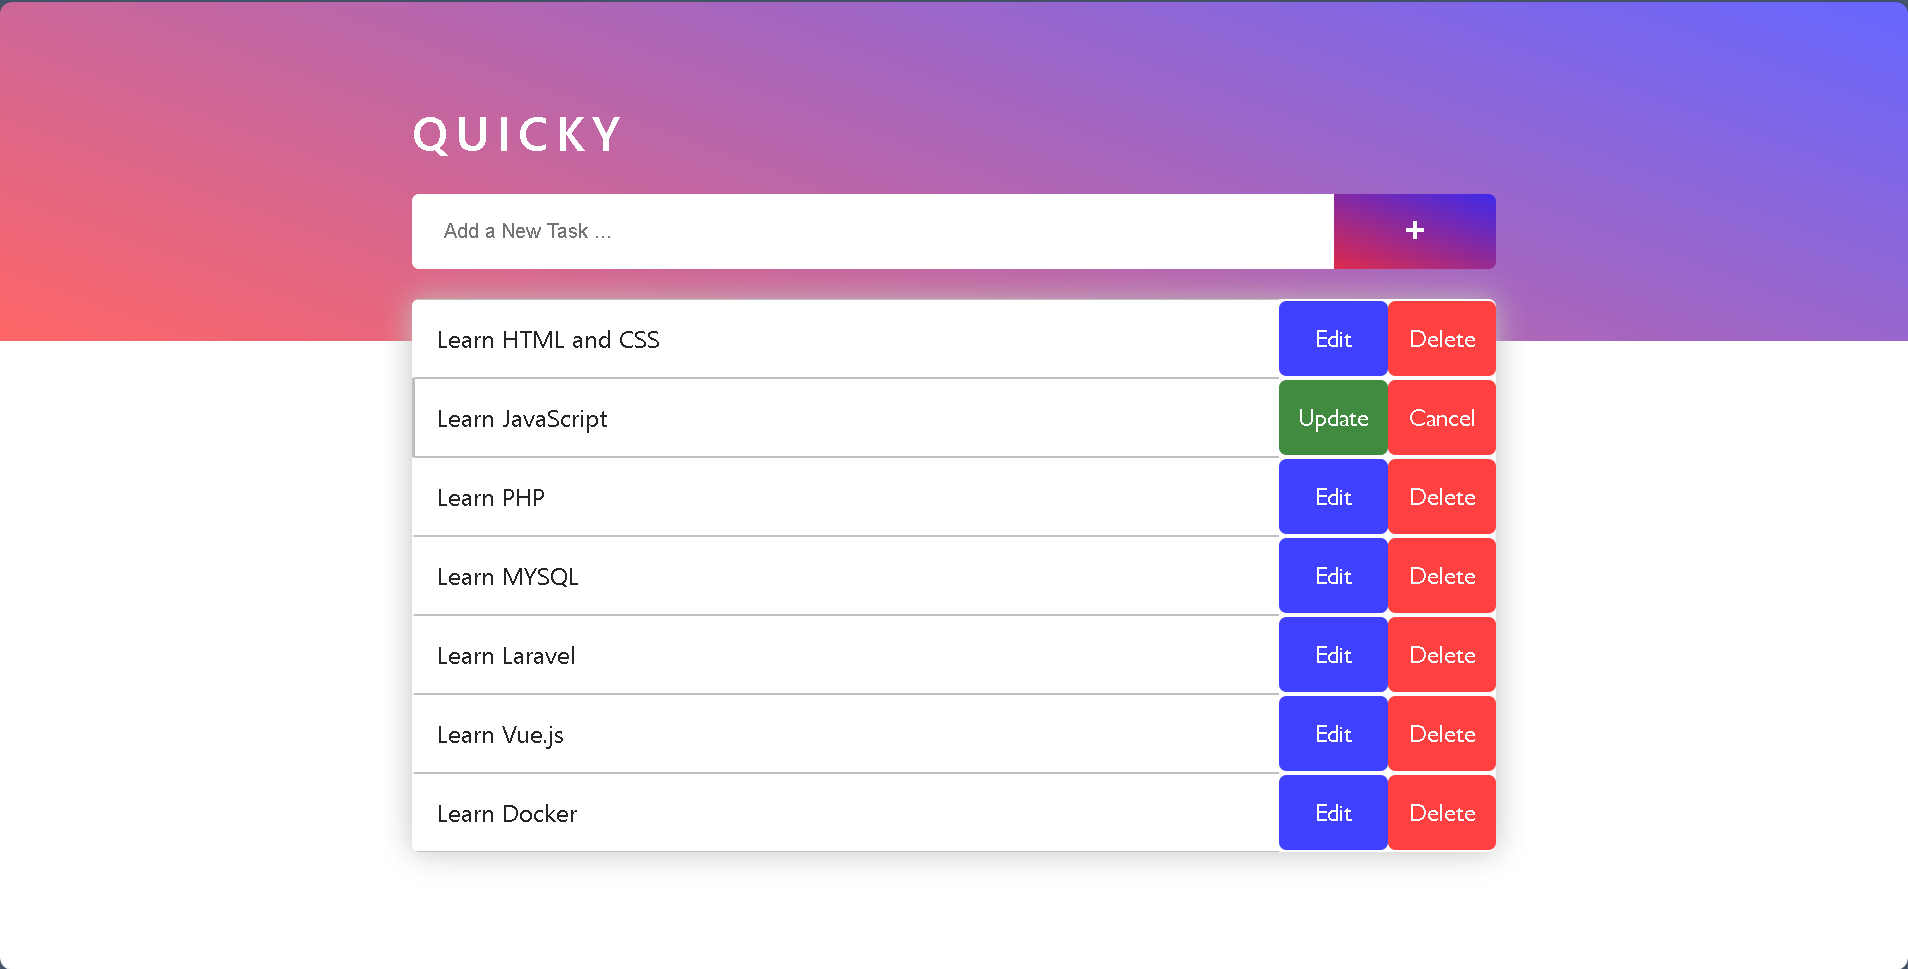 QUICKY
Add a New Task ...
+
Learn HTML and CSS Edit Delete
Learn JavaScript Update Cancel
Learn PHP Edit Delete
Learn MYSQL Edit Delete
Learn Laravel Edit Delete
Learn Vue.js Edit Delete
Learn Docker Edit Delete